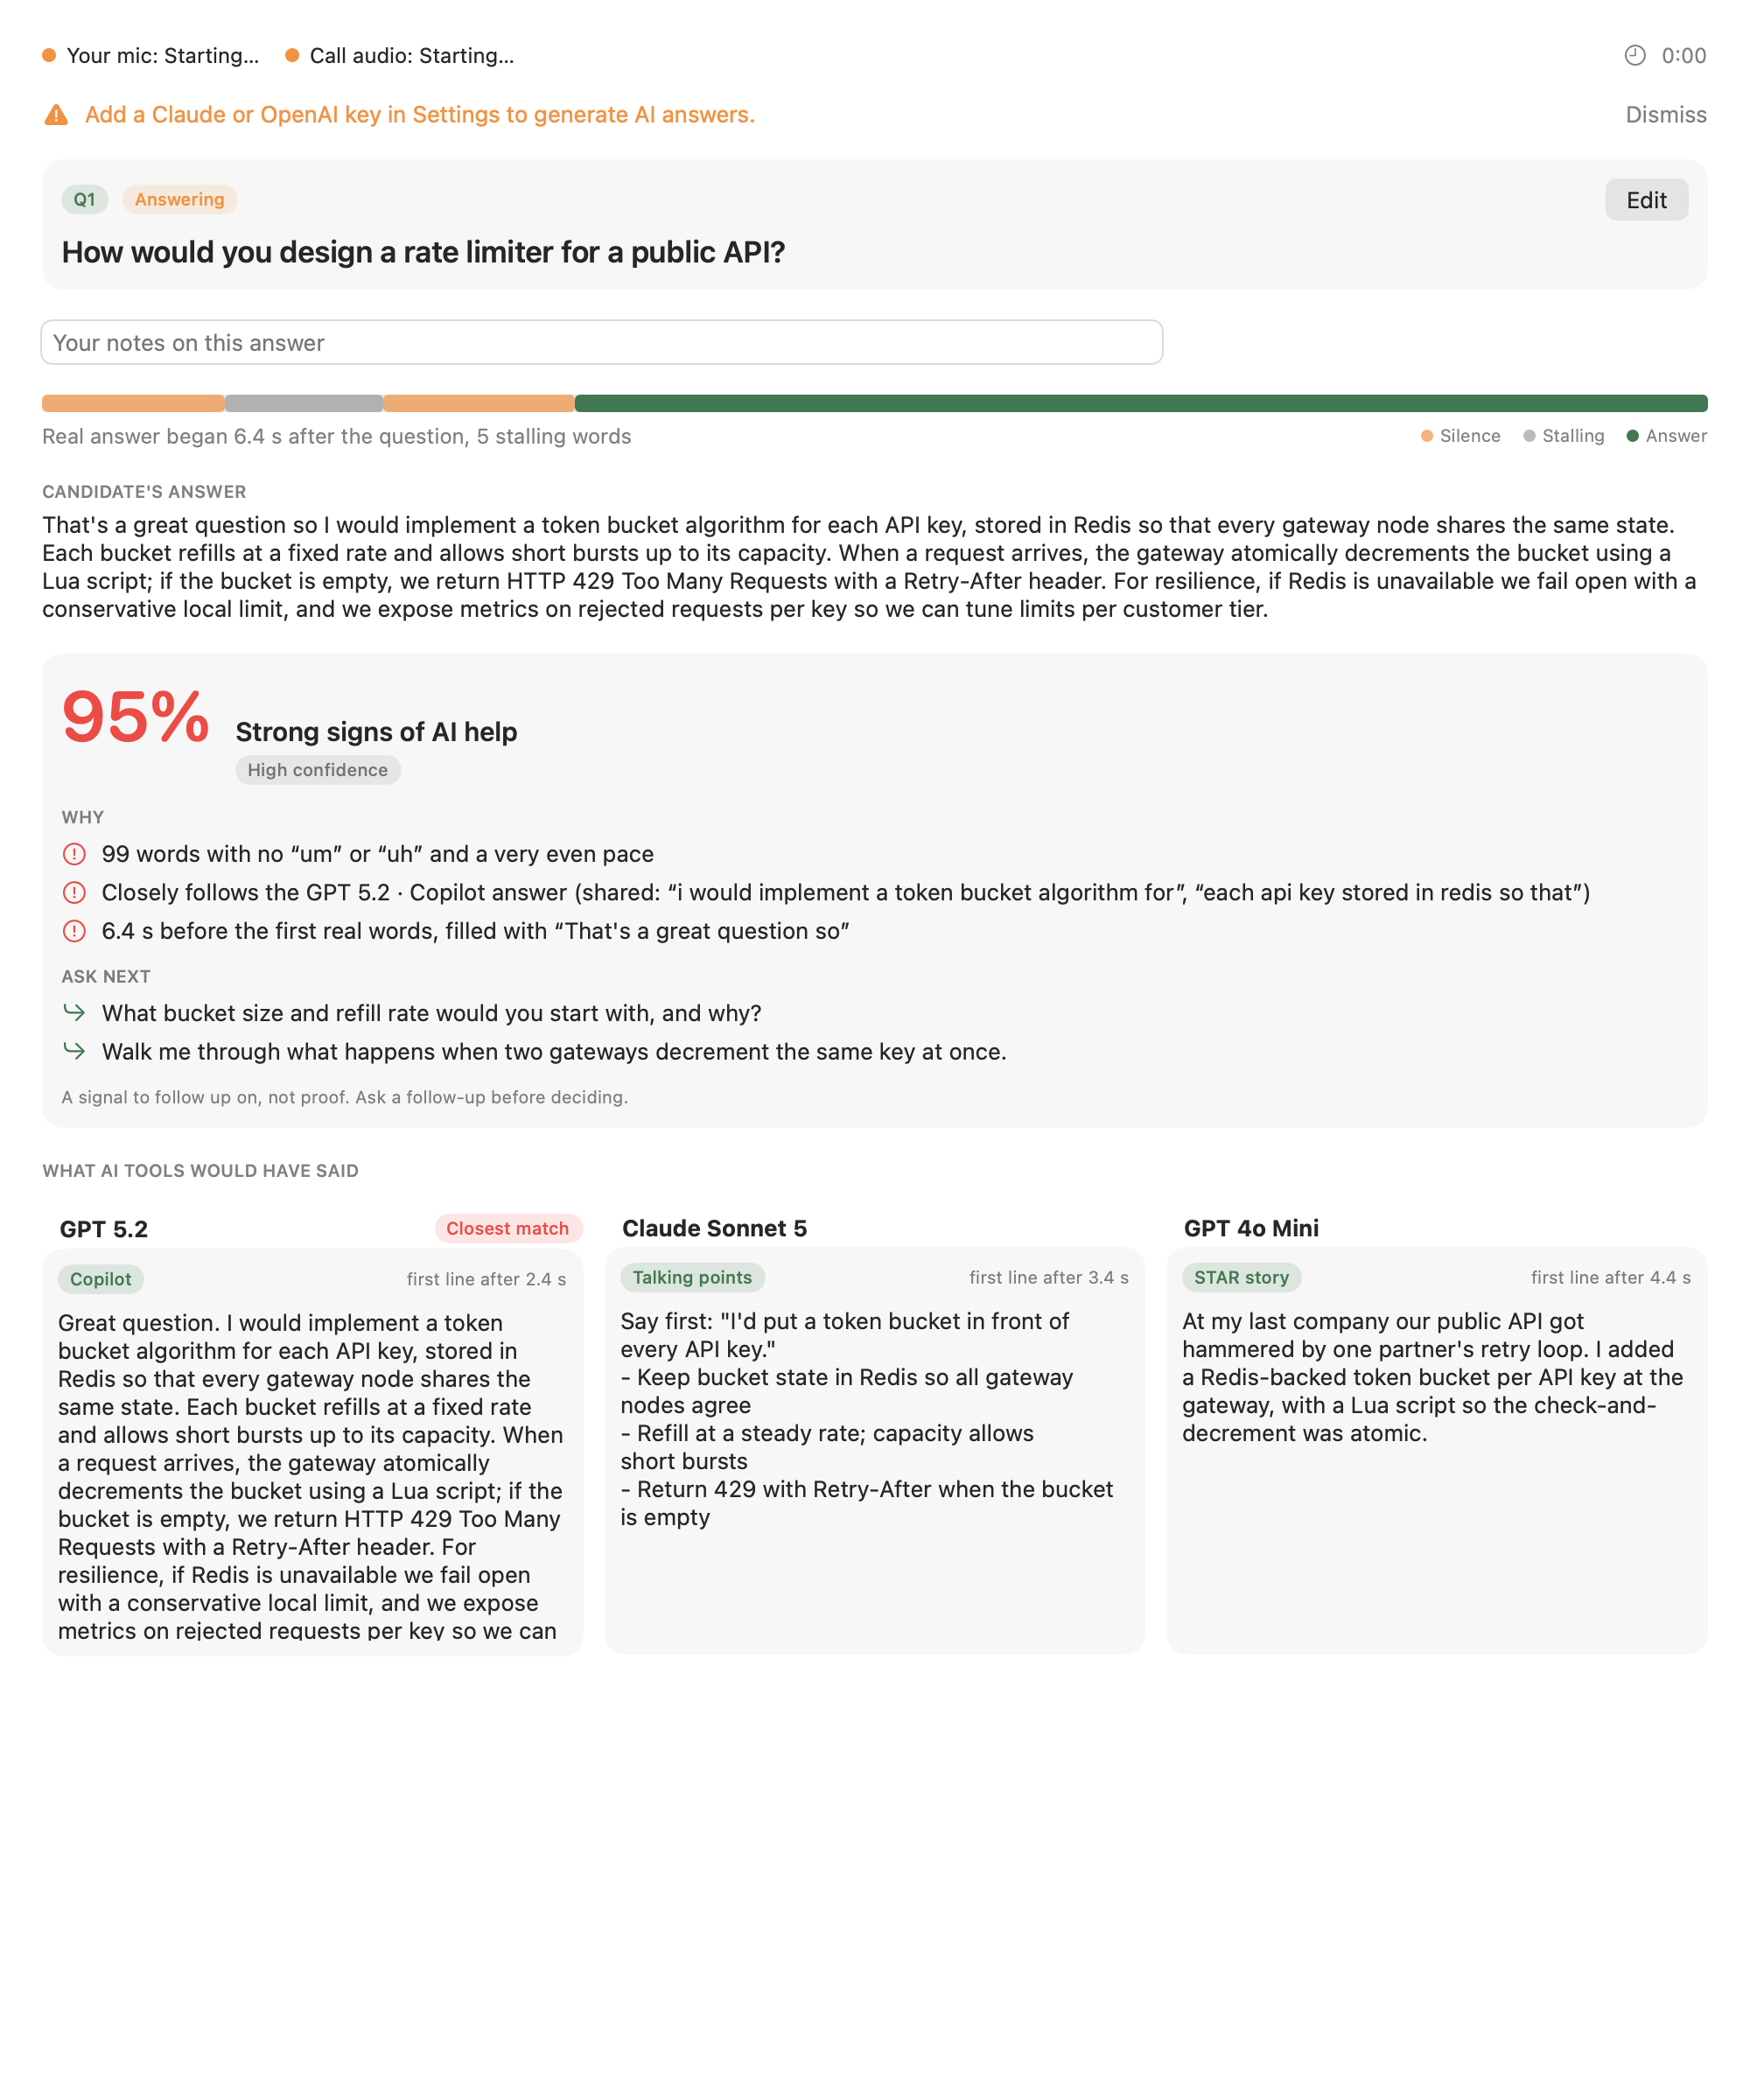 Your mic: Starting...
Call audio: Starting...
0:00
Add a Claude or OpenAI key in Settings to generate AI answers.
Dismiss
Q1
Answering
Edit
How would you design a rate limiter for a public API?
Your notes on this answer
Real answer began 6.4 s after the question, 5 stalling words
Silence
Stalling
Answer
CANDIDATE'S ANSWER
That's a great question so I would implement a token bucket algorithm for each API key, stored in Redis so that every gateway node shares the same state.
Each bucket refills at a fixed rate and allows short bursts up to its capacity. When a request arrives, the gateway atomically decrements the bucket using a
Lua script; if the bucket is empty, we return HTTP 429 Too Many Requests with a Retry-After header. For resilience, if Redis is unavailable we fail open with a
conservative local limit, and we expose metrics on rejected requests per key so we can tune limits per customer tier.
95%
Strong signs of AI help
High confidence
WHY
99 words with no “um” or “uh” and a very even pace
Closely follows the GPT 5.2 · Copilot answer (shared: “i would implement a token bucket algorithm for”, “each api key stored in redis so that”)
6.4 s before the first real words, filled with “That's a great question so”
ASK NEXT
What bucket size and refill rate would you start with, and why?
Walk me through what happens when two gateways decrement the same key at once.
A signal to follow up on, not proof. Ask a follow-up before deciding.
WHAT AI TOOLS WOULD HAVE SAID
GPT 5.2
Closest match
Copilot
first line after 2.4 s
Great question. I would implement a token
bucket algorithm for each API key, stored in
Redis so that every gateway node shares the
same state. Each bucket refills at a fixed rate
and allows short bursts up to its capacity. When
a request arrives, the gateway atomically
decrements the bucket using a Lua script; if the
bucket is empty, we return HTTP 429 Too Many
Requests with a Retry-After header. For
resilience, if Redis is unavailable we fail open
with a conservative local limit, and we expose
metrics on rejected requests per key so we can
Claude Sonnet 5
Talking points
first line after 3.4 s
Say first: "I'd put a token bucket in front of
every API key."
- Keep bucket state in Redis so all gateway
nodes agree
- Refill at a steady rate; capacity allows
short bursts
- Return 429 with Retry-After when the bucket
is empty
GPT 4o Mini
STAR story
first line after 4.4 s
At my last company our public API got
hammered by one partner's retry loop. I added
a Redis-backed token bucket per API key at the
gateway, with a Lua script so the check-and-
decrement was atomic.